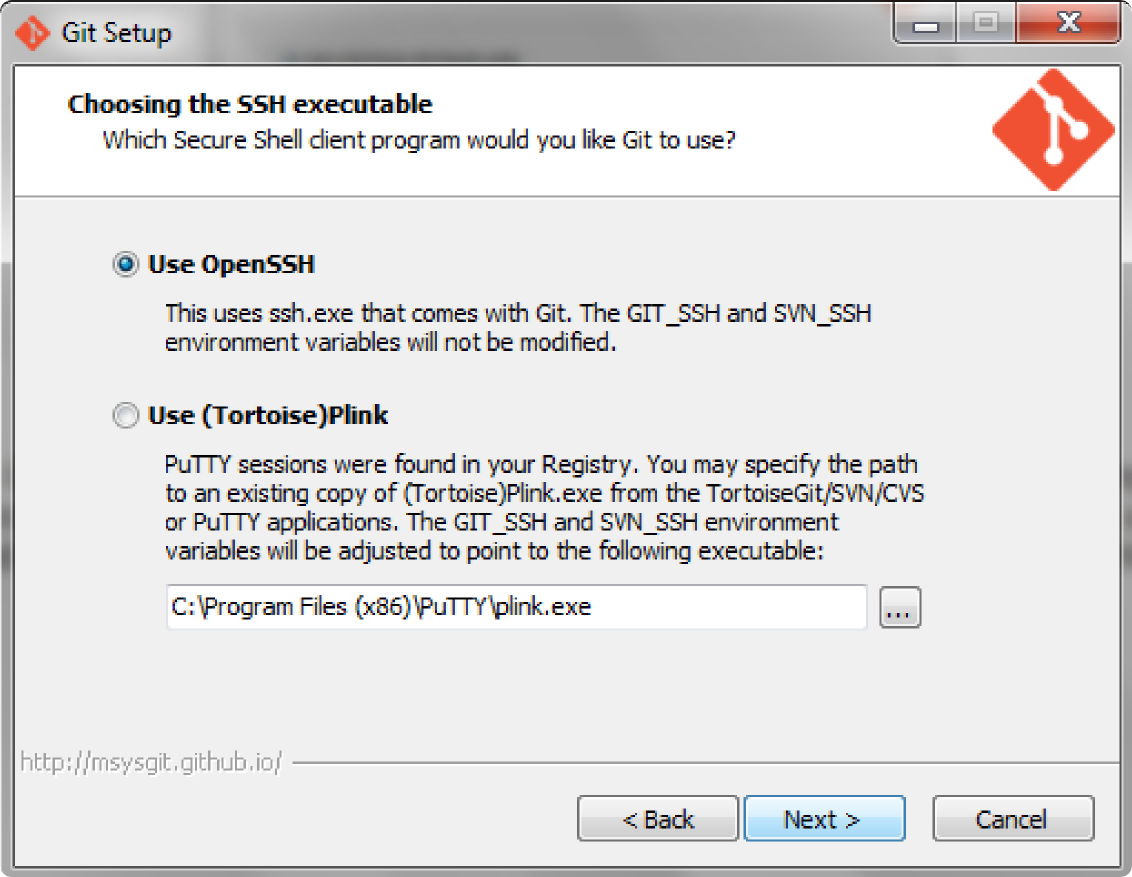 Git Setup
Choosing the SSH executable
Which Secure Shell client program would you like Git to use?
Use OpenSSH
This uses ssh.exe that comes with Git. The GIT_SSH and SVN_SSH
environment variables will not be modified.
Use (Tortoise)Plink
PuTTY sessions were found in your Registry. You may specify the path
to an existing copy of (Tortoise)Plink.exe from the TortoiseGit/SVN/CVS
or PuTTY applications. The GIT_SSH and SVN_SSH environment
variables will be adjusted to point to the following executable:
C:\Program Files (x86)\PuTTY\plink.exe
...
http://msysgit.github.io/
< Back
Next >
Cancel